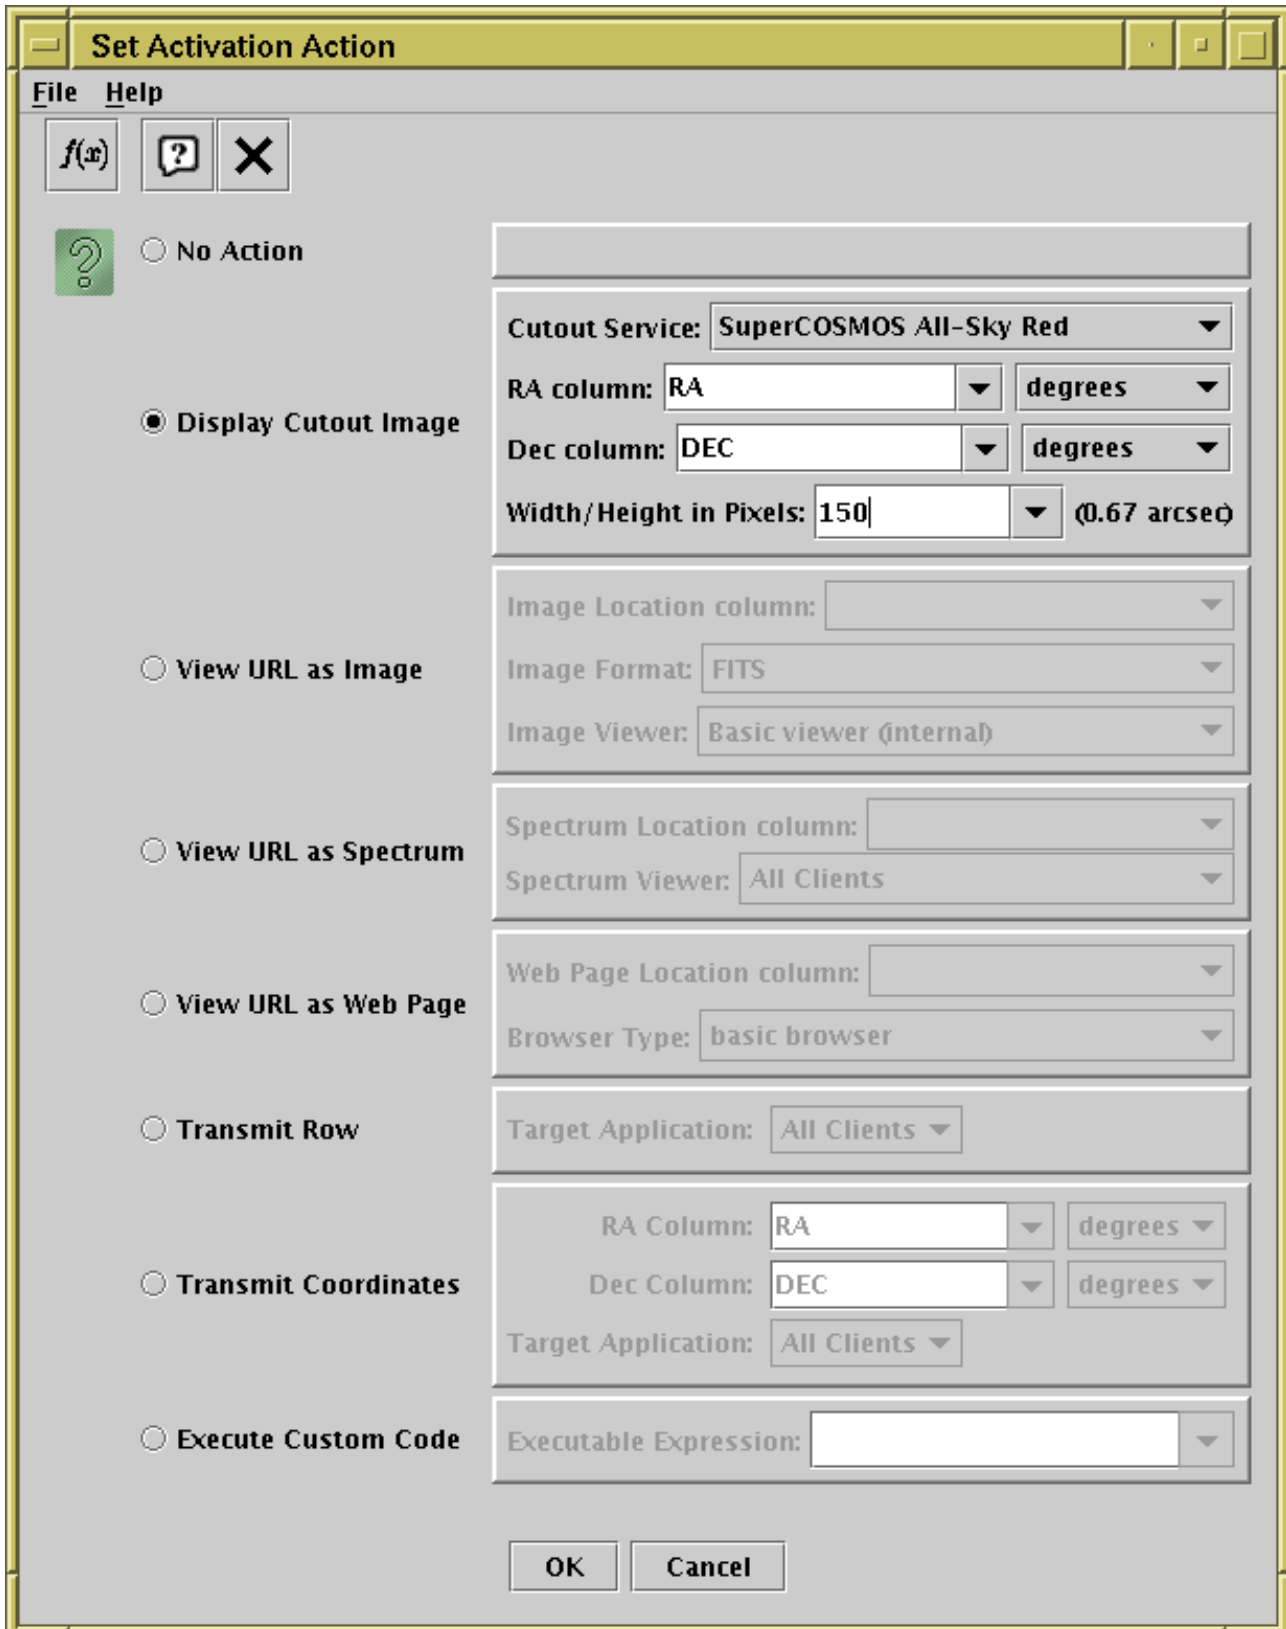 Set Activation Action
File Help
f(x) ?
No Action
Cutout Service: SuperCOSMOS All-Sky Red
RA column: RA degrees
Display Cutout Image
Dec column: DEC degrees
Width/Height in Pixels: 150 (0.67 arcsec)
Image Location column:
View URL as Image
Image Format: FITS
Image Viewer: Basic viewer (internal)
Spectrum Location column:
View URL as Spectrum
Spectrum Viewer: All Clients
Web Page Location column:
View URL as Web Page
Browser Type: basic browser
Transmit Row Target Application: All Clients
RA Column: RA degrees
Transmit Coordinates Dec Column: DEC degrees
Target Application: All Clients
Execute Custom Code Executable Expression:
OK Cancel